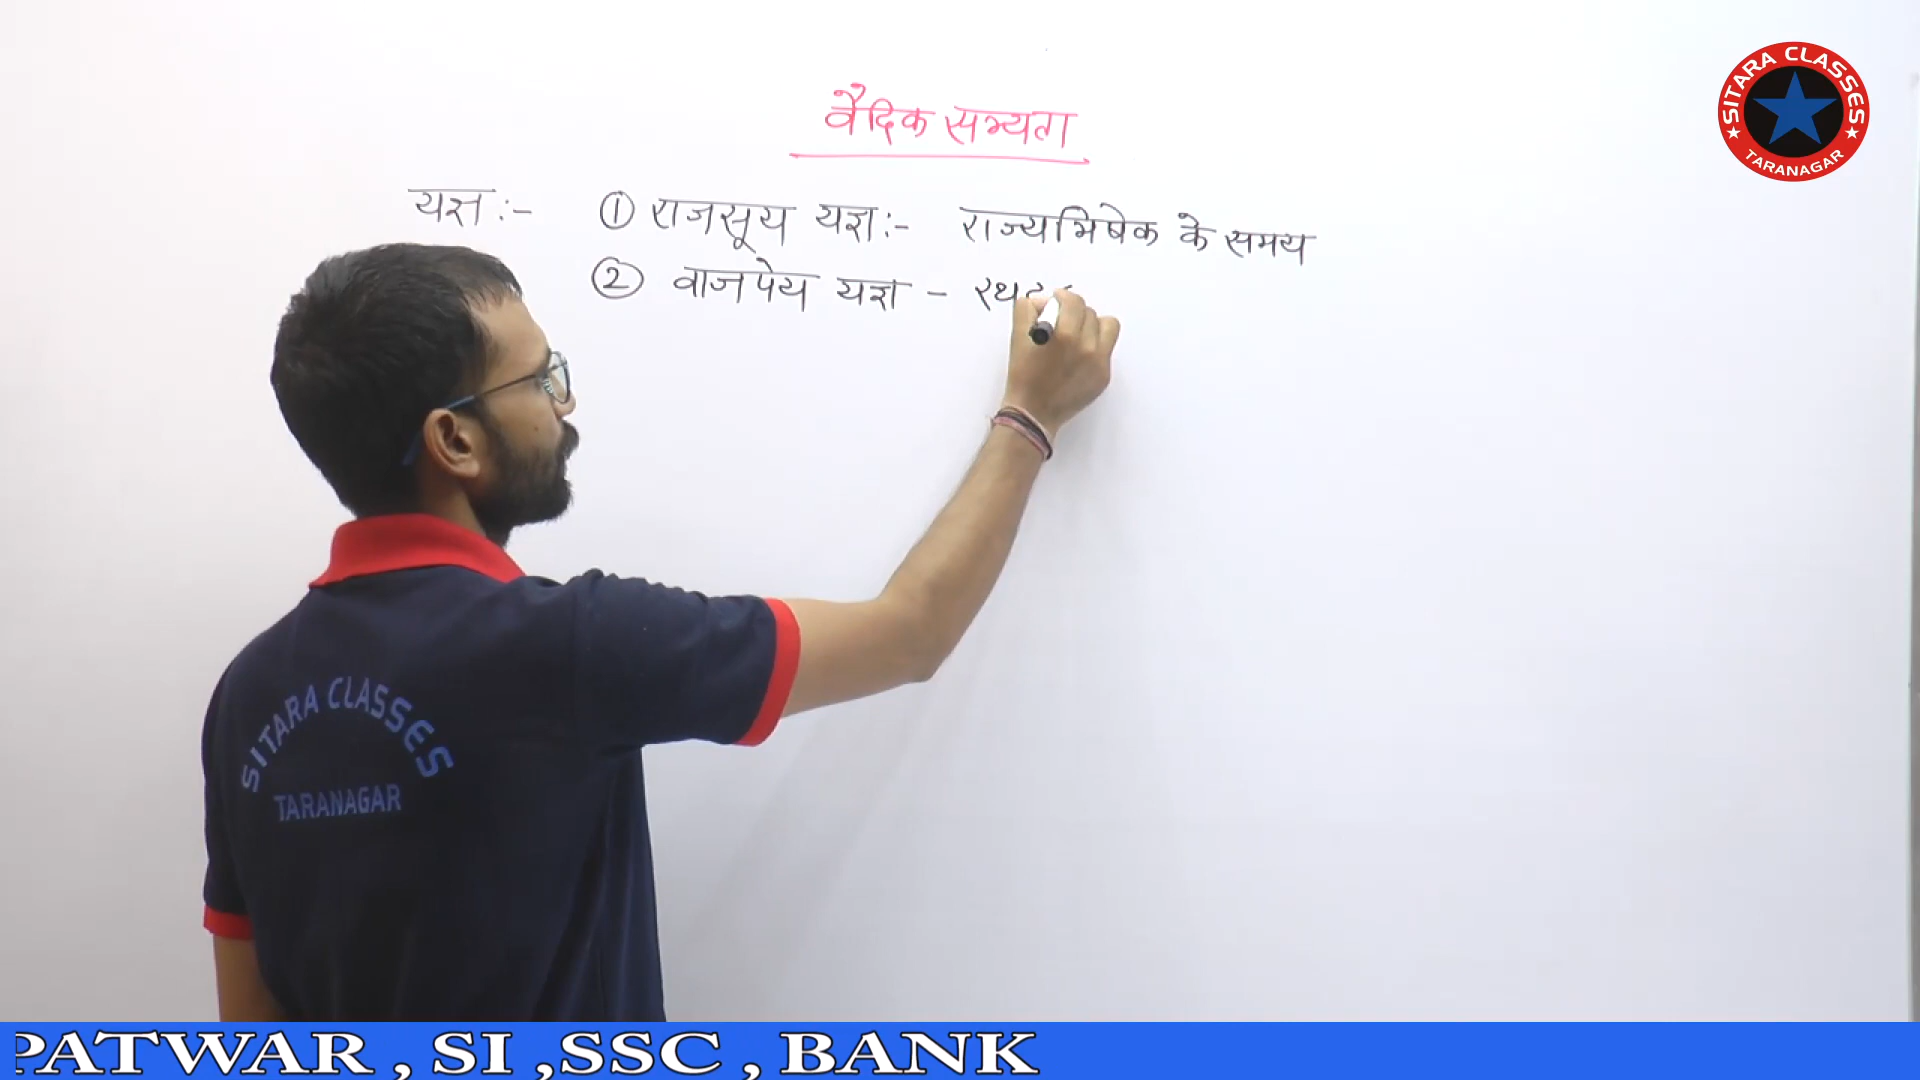 वैदिक सभ्यता
यज्ञ :- ① राजसूय यज्ञ :- राज्यभिषेक के समय
② वाजपेय यज्ञ -
SITARA CLASSES
TARANAGAR
SITARA CLASSES
TARANAGAR
PATWAR , SI ,SSC , BANK